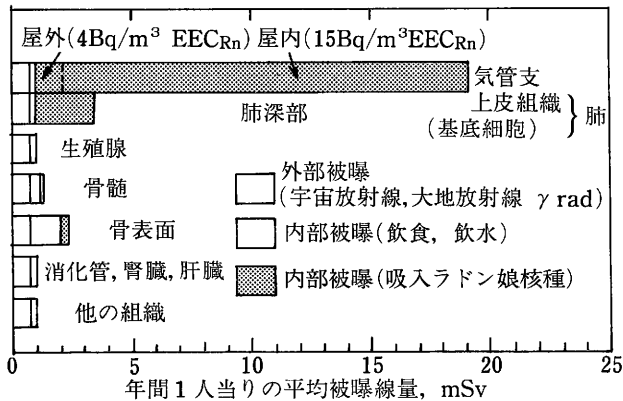 屋外(4Bq/m³ EEC_Rn) 屋内(15Bq/m³EEC_Rn)
気管支
上皮組織
(基底細胞)
肺
肺深部
生殖腺
骨髄
骨表面
消化管, 腎臓, 肝臓
他の組織
外部被曝
(宇宙放射線, 大地放射線 γ rad)
内部被曝(飲食, 飲水)
内部被曝(吸入ラドン娘核種)
0 5 10 15 20 25
年間1人当りの平均被曝線量, mSv